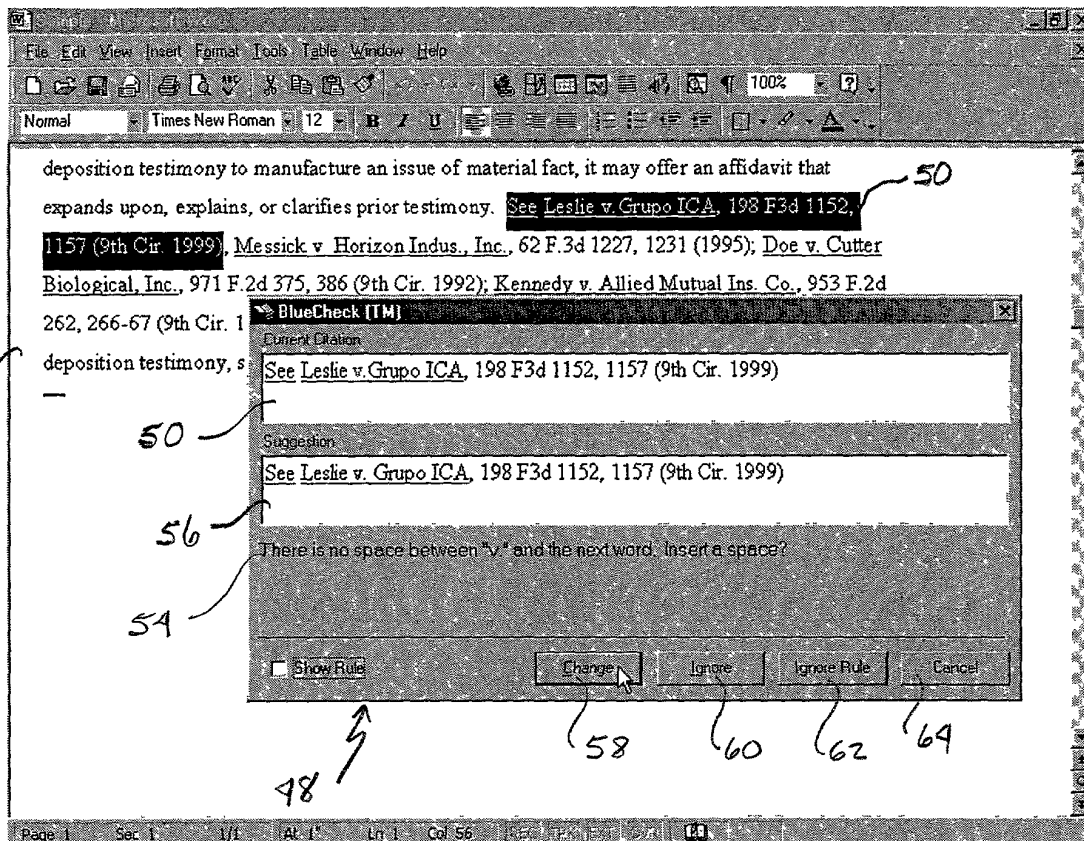 File Edit View Insert Format Tools Table Window Help
100%
Normal Times New Roman 12 B I U A
deposition testimony to manufacture an issue of material fact, it may offer an affidavit that
50
expands upon, explains, or clarifies prior testimony. See Leslie v.Grupo ICA, 198 F3d 1152,
1157 (9th Cir. 1999), Messick v Horizon Indus., Inc., 62 F.3d 1227, 1231 (1995); Doe v. Cutter
Biological, Inc., 971 F.2d 375, 386 (9th Cir. 1992); Kennedy v. Allied Mutual Ins. Co., 953 F.2d
262, 266-67 (9th Cir. 1
deposition testimony, s
BlueCheck [TM]
Current Citation
See Leslie v.Grupo ICA, 198 F3d 1152, 1157 (9th Cir. 1999)
50
Suggestion
See Leslie v. Grupo ICA, 198 F3d 1152, 1157 (9th Cir. 1999)
56
There is no space between "v." and the next word. Insert a space?
54
Show Rule Change Ignore Ignore Rule Cancel
58 60 62 64
48
Page 1 Sec 1 1/1 At 1" Ln 1 Col 56